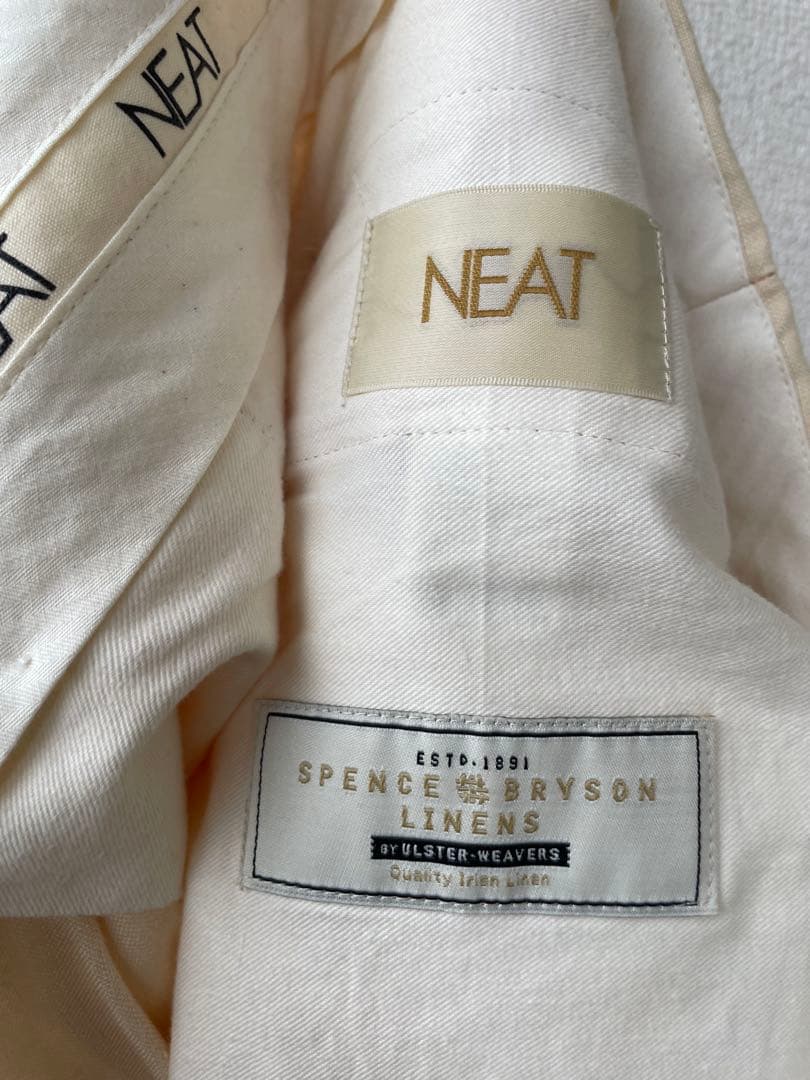 NEAT
NEAT
NEAT
ESTD.1891
SPENCE BRYSON
LINENS
BY ULSTER-WEAVERS
Quality Irish Linen